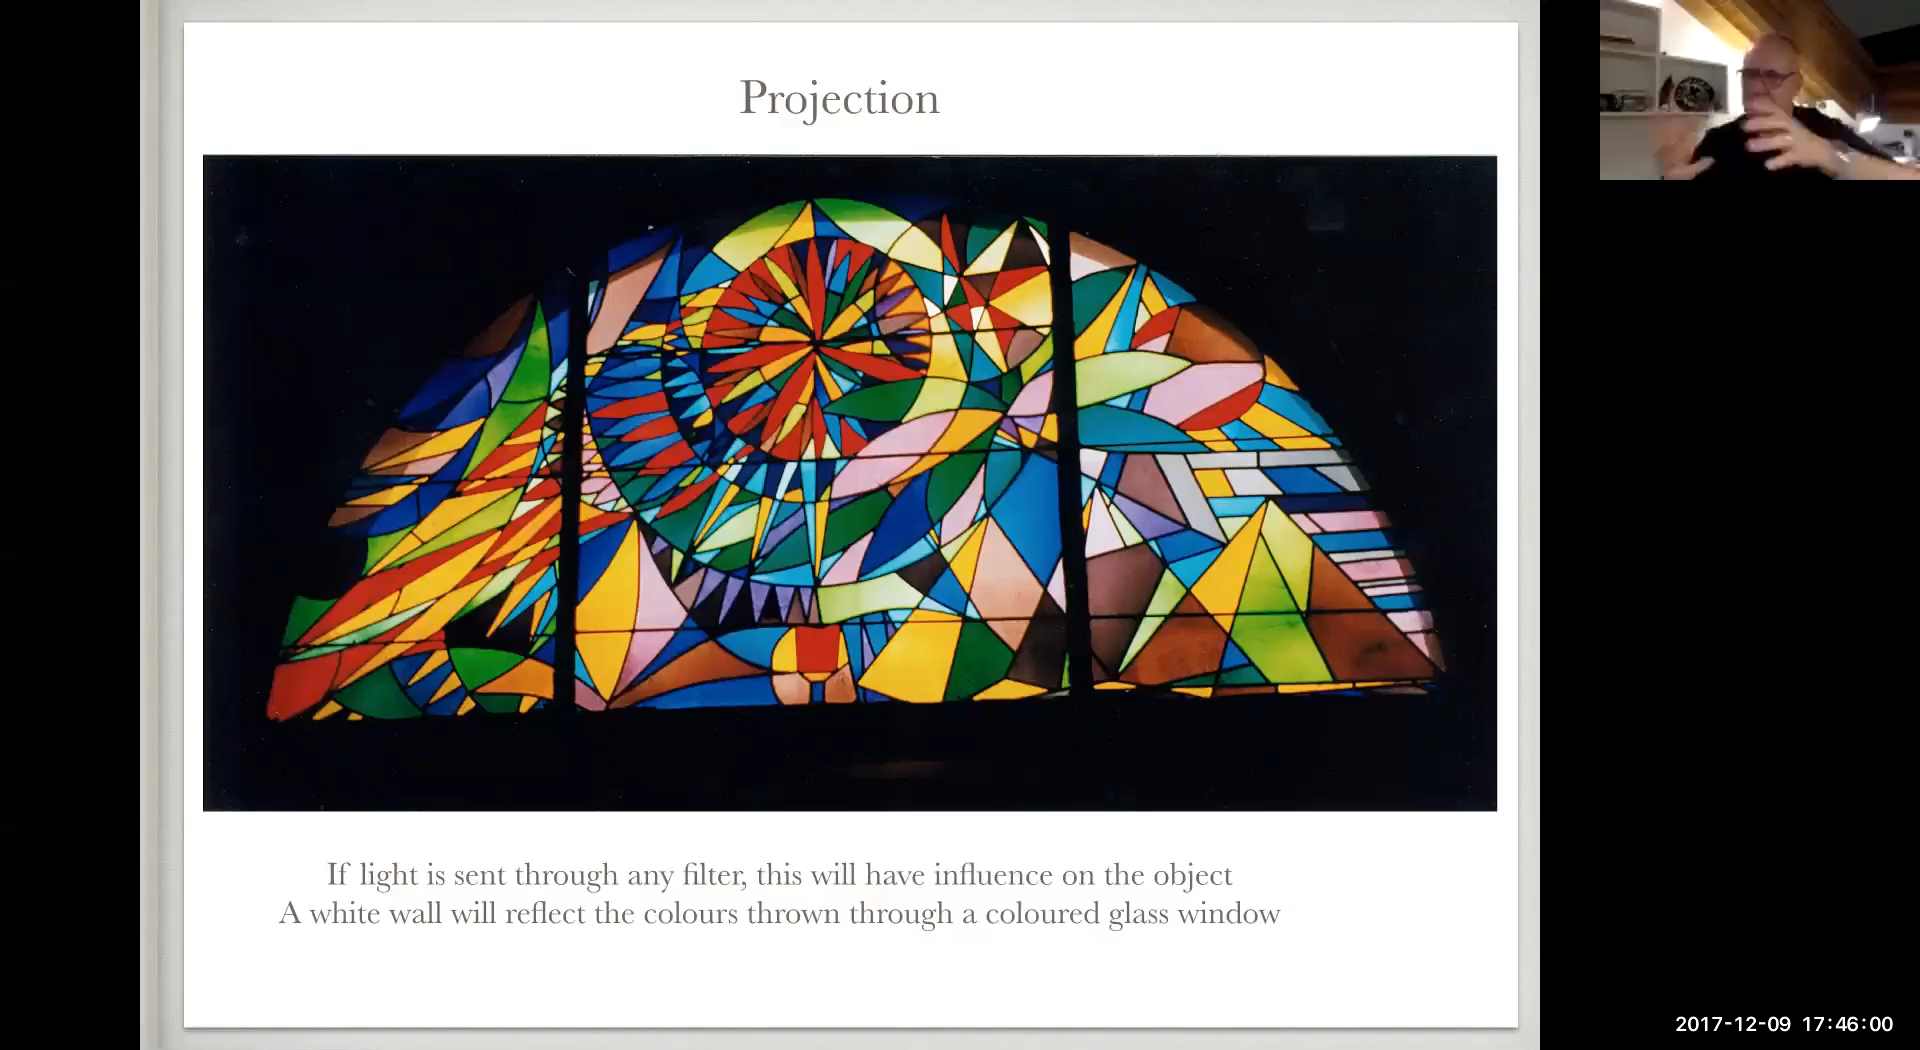 Projection
If light is sent through any filter, this will have influence on the object
A white wall will reflect the colours thrown through a coloured glass window
2017-12-09 17:46:00